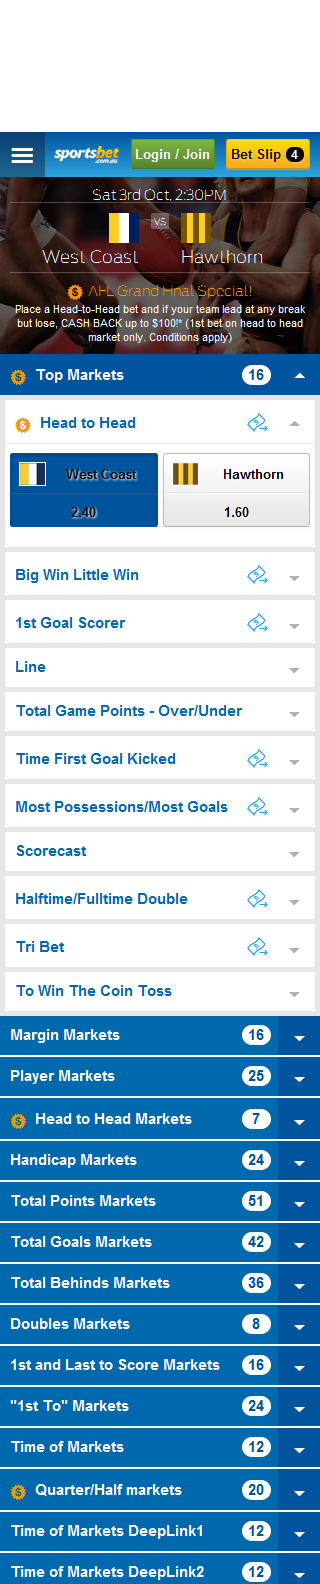 sportsbet
.com.au
Login / Join
Bet Slip 4
Sat 3rd Oct, 2:30PM
VS
West Coast
Hawthorn
AFL Grand Final Special!
Place a Head-to-Head bet and if your team lead at any break
but lose, CASH BACK up to $100!* (1st bet on head to head
market only. Conditions apply)
Top Markets 16
Head to Head
West Coast
2.40
Hawthorn
1.60
Big Win Little Win
1st Goal Scorer
Line
Total Game Points - Over/Under
Time First Goal Kicked
Most Possessions/Most Goals
Scorecast
Halftime/Fulltime Double
Tri Bet
To Win The Coin Toss
Margin Markets 16
Player Markets 25
Head to Head Markets 7
Handicap Markets 24
Total Points Markets 51
Total Goals Markets 42
Total Behinds Markets 36
Doubles Markets 8
1st and Last to Score Markets 16
"1st To" Markets 24
Time of Markets 12
Quarter/Half markets 20
Time of Markets DeepLink1 12
Time of Markets DeepLink2 12